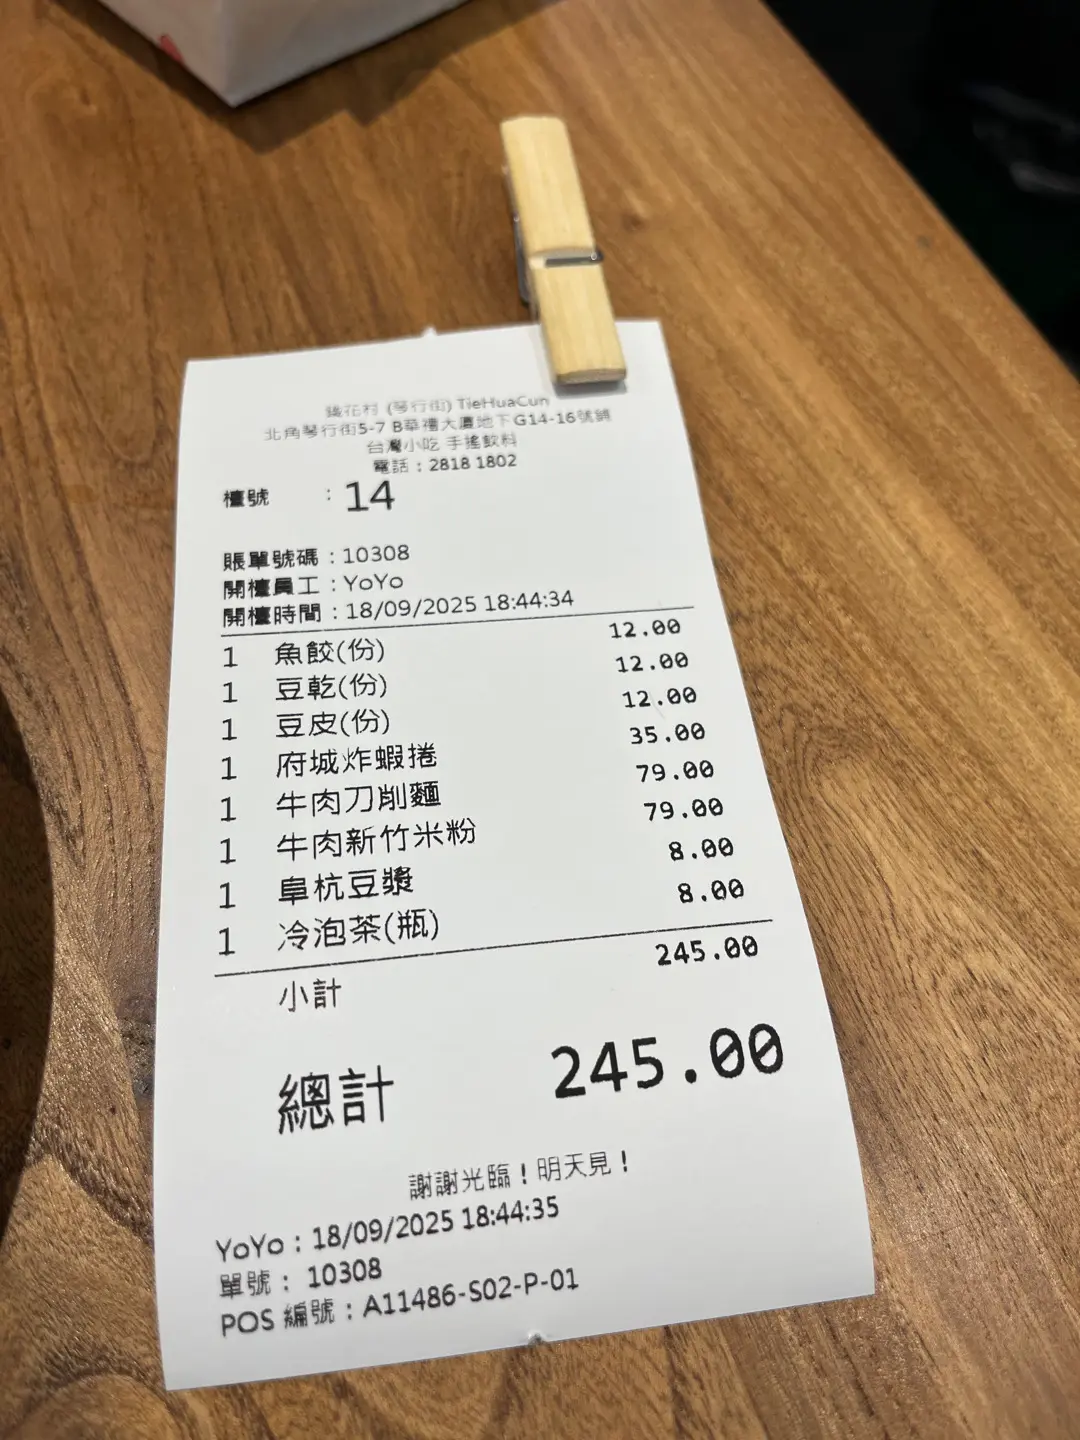 鐵花村 (琴行街) TieHuaCun
北角琴行街5-7 B華禮大廈地下G14-16號舖
台灣小吃 手搖飲料
電話：2818 1802
檯號 : 14
賬單號碼 : 10308
開檯員工 : YoYo
開檯時間 : 18/09/2025 18:44:34
1 魚餃(份) 12.00
1 豆乾(份) 12.00
1 豆皮(份) 12.00
1 府城炸蝦捲 35.00
1 牛肉刀削麵 79.00
1 牛肉新竹米粉 79.00
1 阜杭豆漿 8.00
1 冷泡茶(瓶) 8.00
小計 245.00
總計 245.00
謝謝光臨！明天見！
YoYo : 18/09/2025 18:44:35
單號 : 10308
POS 編號 : A11486-S02-P-01